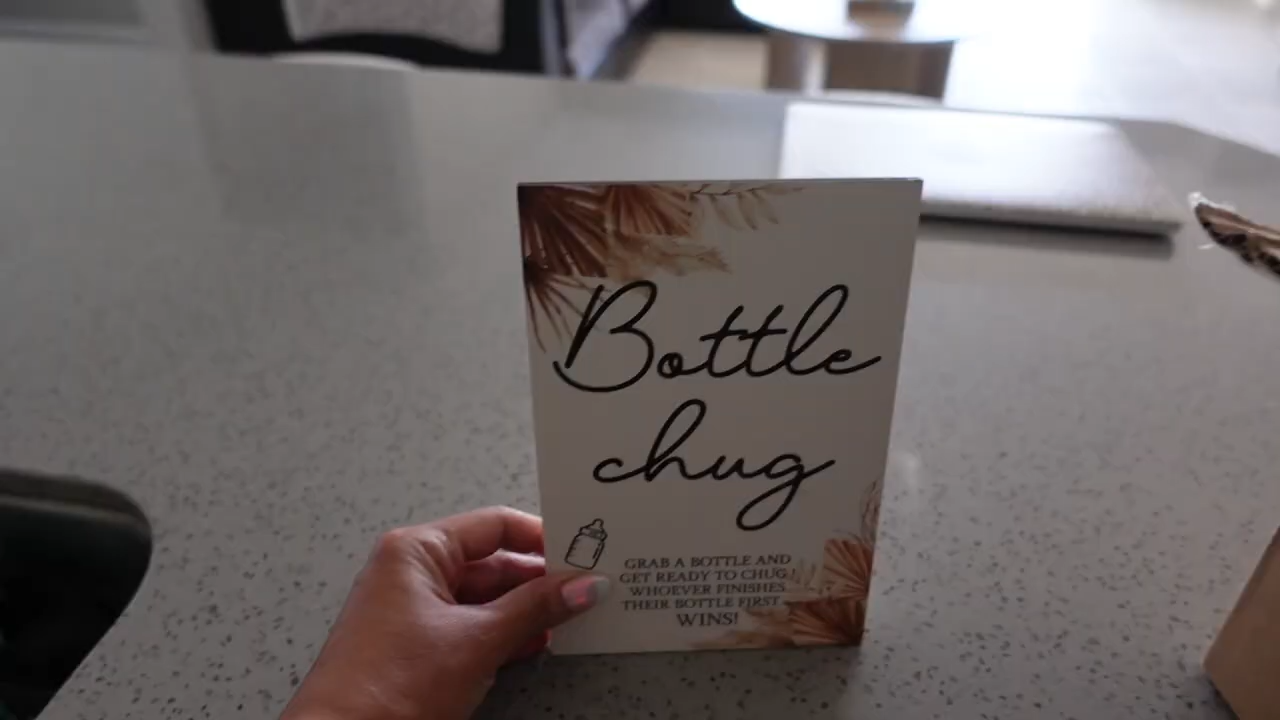 Bottle
chug
GRAB A BOTTLE AND
GET READY TO CHUG!
WHOEVER FINISHES
THEIR BOTTLE FIRST
WINS!